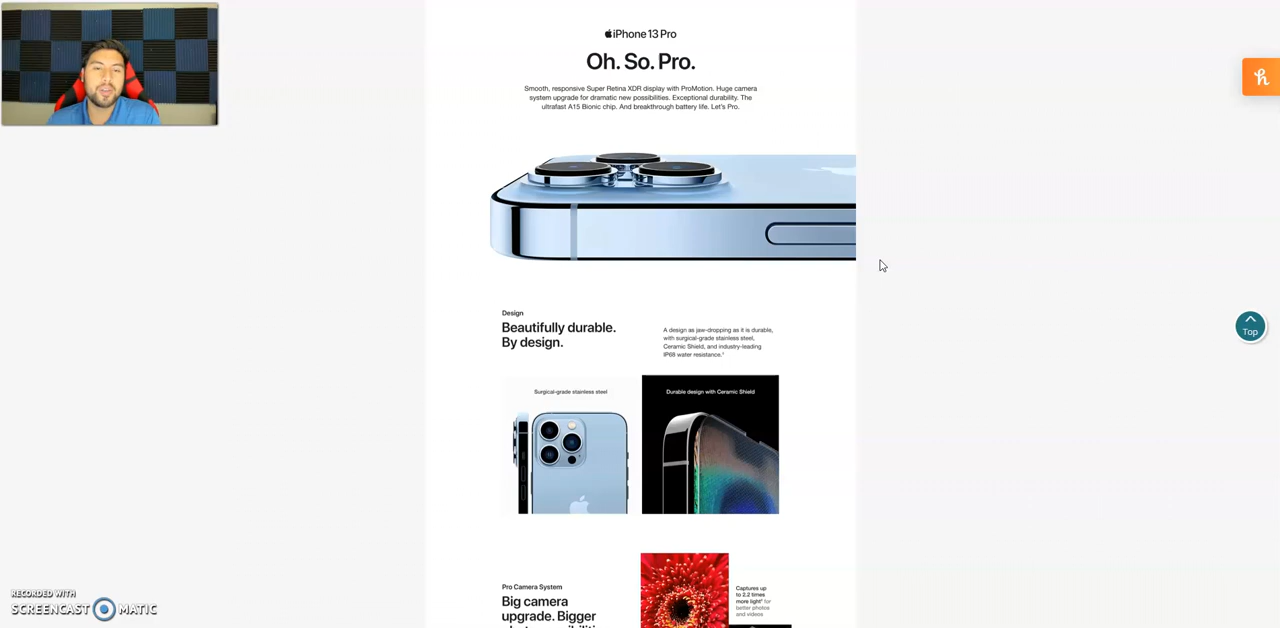 iPhone 13 Pro
Oh. So. Pro.
Smooth, responsive Super Retina XDR display with ProMotion. Huge camera
system upgrade for dramatic new possibilities. Exceptional durability. The
ultrafast A15 Bionic chip. And breakthrough battery life. Let's Pro.
Design
Beautifully durable.
By design.
A design as jaw-dropping as it is durable,
with surgical-grade stainless steel,
Ceramic Shield, and industry-leading
IP68 water resistance.¹
Surgical-grade stainless steel
Durable design with Ceramic Shield
Top
Pro Camera System
Big camera
upgrade. Bigger
Captures up
to 2.2 times
more light⁴ for
better photos
and videos
RECORDED WITH
SCREENCAST MATIC